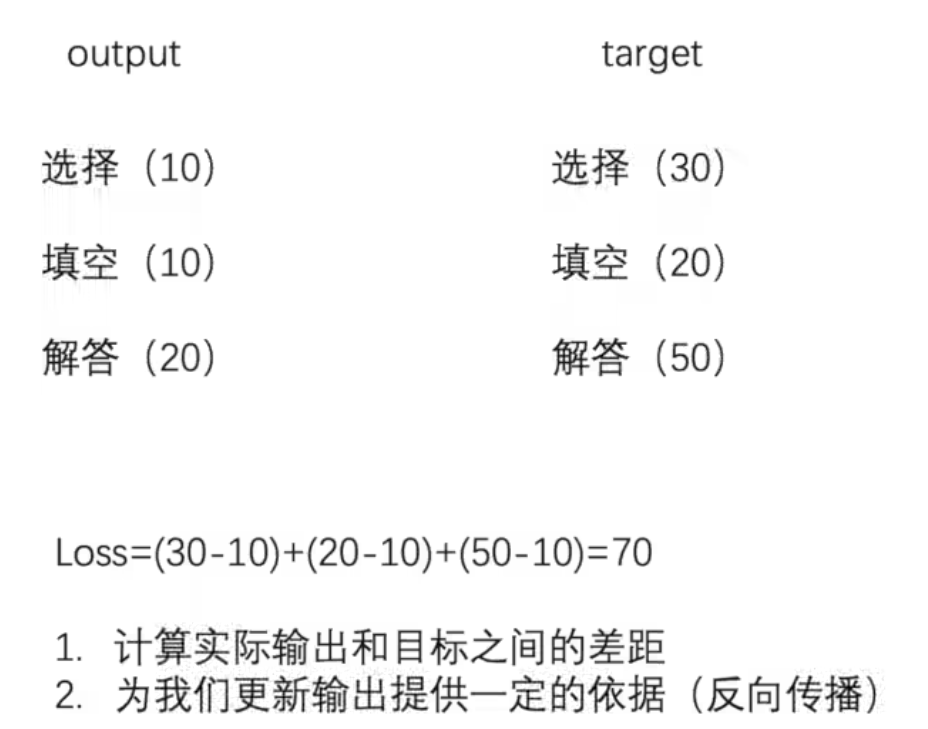 output target
选择（10） 选择（30）
填空（10） 填空（20）
解答（20） 解答（50）
Loss=(30-10)+(20-10)+(50-10)=70
1. 计算实际输出和目标之间的差距
2. 为我们更新输出提供一定的依据（反向传播）